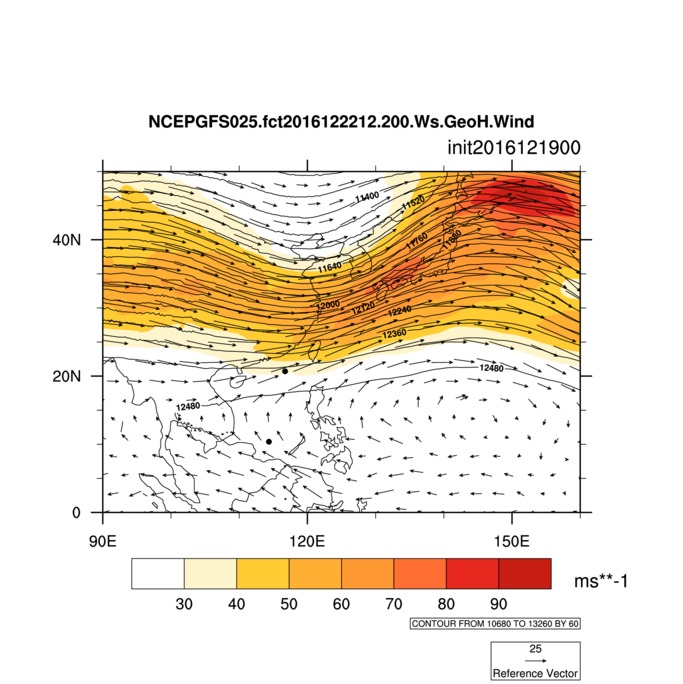 NCEPGFS025.fct2016122212.200.Ws.GeoH.Wind
init2016121900
11400
11520
11760
11880
40N
11640
12000
12120
12240
12360
20N
12480
12480
0
90E
120E
150E
30 40 50 60 70 80 90
ms**-1
CONTOUR FROM 10680 TO 13260 BY 60
25
Reference Vector